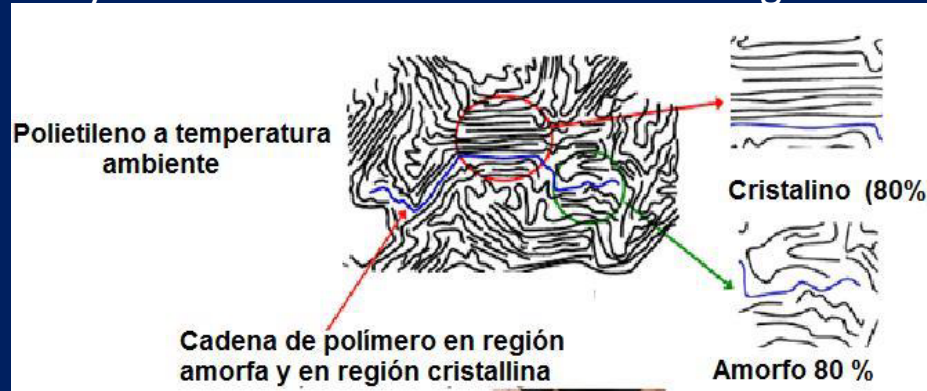 Polietileno a temperatura
ambiente
Cristalino (80%
Cadena de polímero en región
amorfa y en región cristallina
Amorfo 80 %